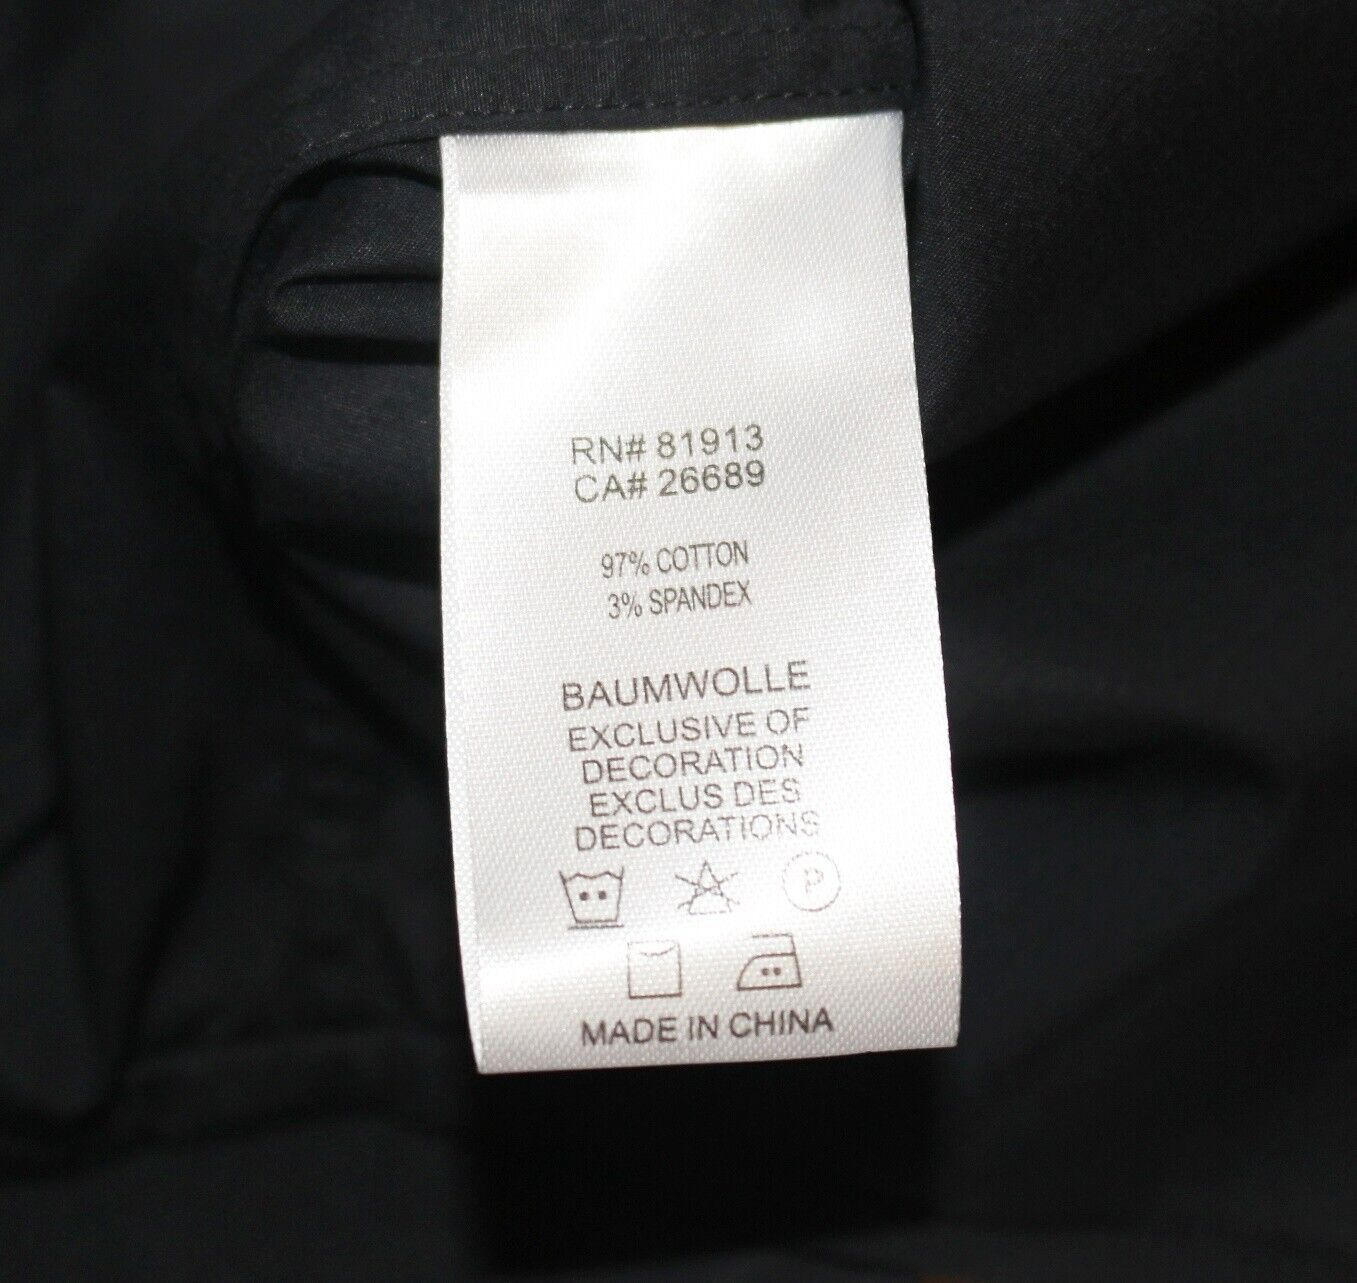 RN# 81913
CA# 26689
97% COTTON
3% SPANDEX
BAUMWOLLE
EXCLUSIVE OF
DECORATION
EXCLUS DES
DECORATIONS
P
MADE IN CHINA